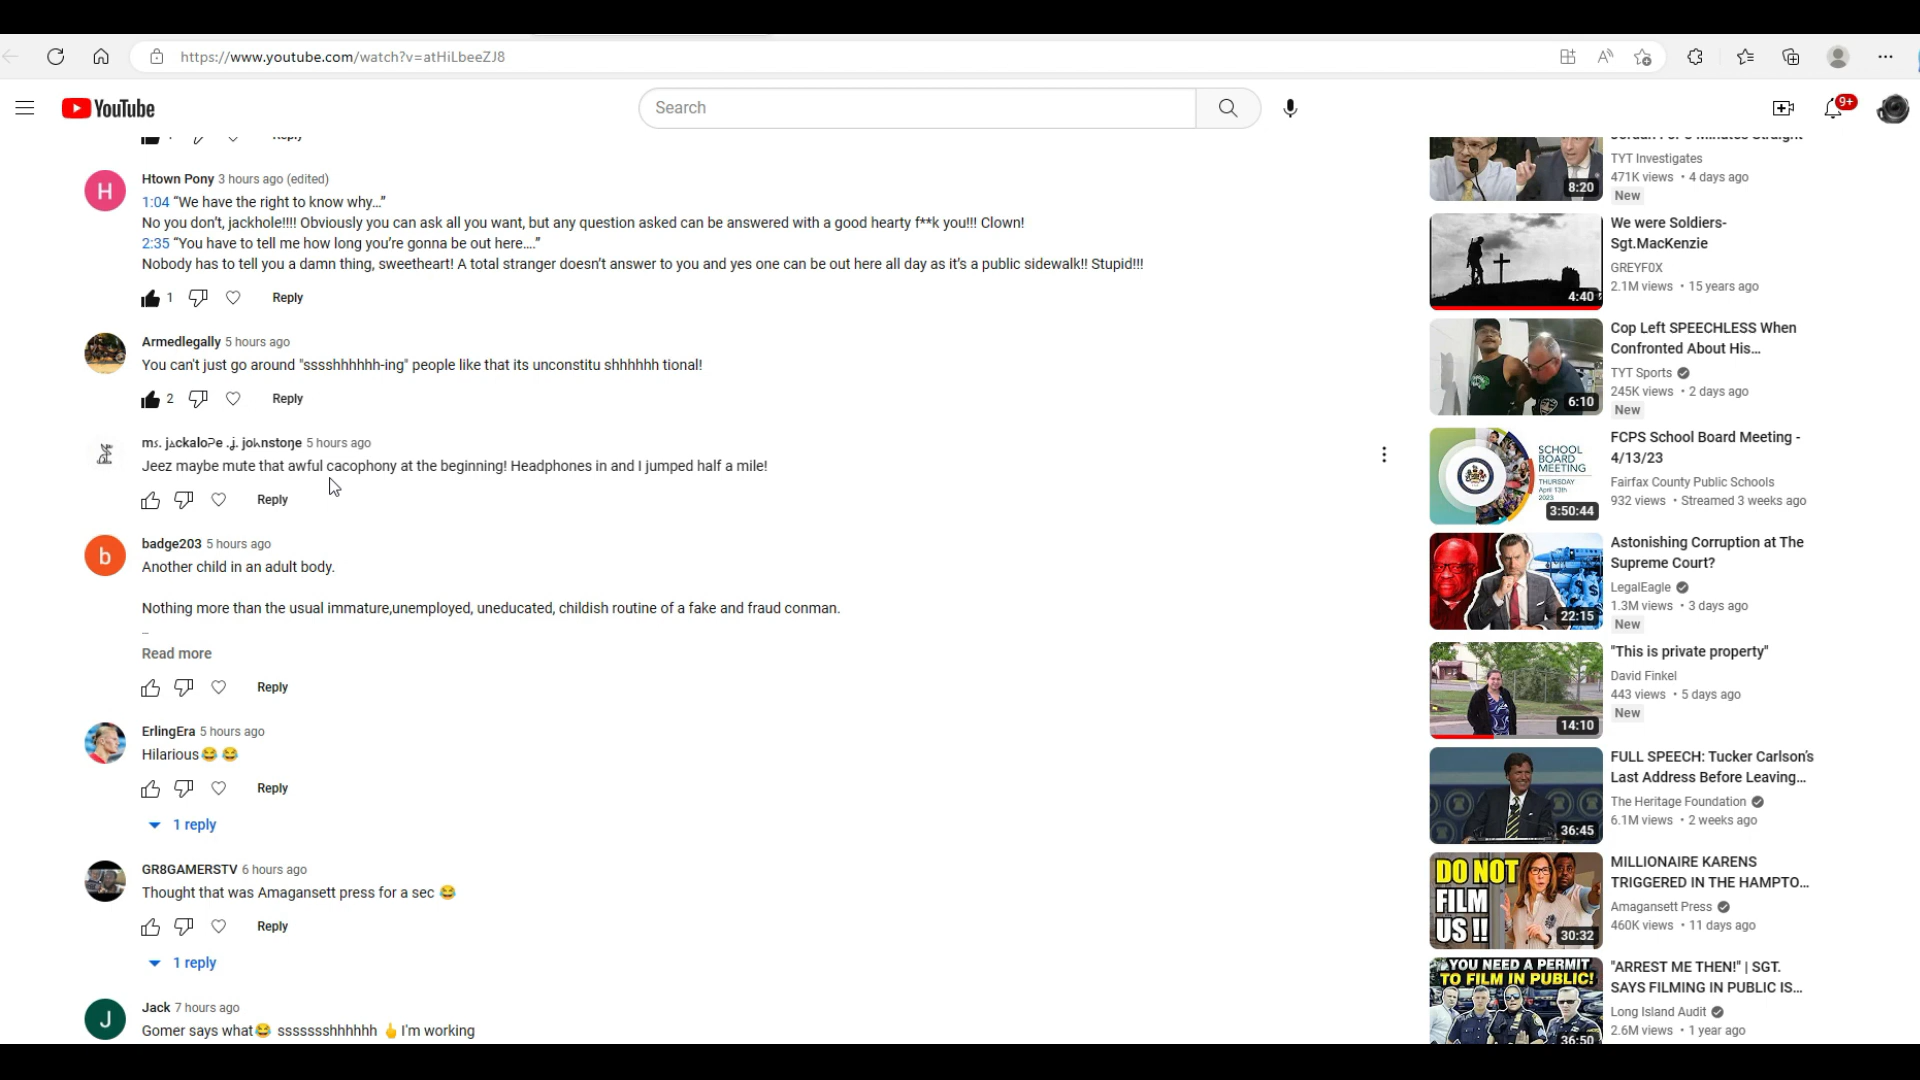 https://www.youtube.com/watch?v=atHiLbeeZJ8
YouTube
Search
9+
Reply
Htown Pony 3 hours ago (edited)
1:04 “We have the right to know why...”
No you don’t, jackhole!!!! Obviously you can ask all you want, but any question asked can be answered with a good hearty f**k you!!! Clown!
2:35 “You have to tell me how long you’re gonna be out here....”
Nobody has to tell you a damn thing, sweetheart! A total stranger doesn’t answer to you and yes one can be out here all day as it’s a public sidewalk!! Stupid!!!
1 Reply
Armedlegally 5 hours ago
You can't just go around "sssshhhhhh-ing" people like that its unconstitu shhhhhh tional!
2 Reply
5 hours ago
Jeez maybe mute that awful cacophony at the beginning! Headphones in and I jumped half a mile!
Reply
b
badge203 5 hours ago
Another child in an adult body.
Nothing more than the usual immature,unemployed, uneducated, childish routine of a fake and fraud conman.
Read more
Reply
ErlingEra 5 hours ago
Hilarious😂 😂
Reply
1 reply
GR8GAMERSTV 6 hours ago
Thought that was Amagansett press for a sec 😂
Reply
1 reply
J
Jack 7 hours ago
Gomer says what😂 ssssssshhhhhh 👆I'm working
H
TYT Investigates
471K views • 4 days ago
New
8:20
We were Soldiers-
Sgt.MacKenzie
GREYF0X
2.1M views • 15 years ago
4:40
Cop Left SPEECHLESS When
Confronted About His...
TYT Sports
245K views • 2 days ago
New
6:10
FCPS School Board Meeting -
4/13/23
Fairfax County Public Schools
932 views • Streamed 3 weeks ago
SCHOOL
BOARD
MEETING
THURSDAY
April 13th
2023
3:50:44
Astonishing Corruption at The
Supreme Court?
LegalEagle
1.3M views • 3 days ago
New
22:15
"This is private property"
David Finkel
443 views • 5 days ago
New
14:10
FULL SPEECH: Tucker Carlson's
Last Address Before Leaving...
The Heritage Foundation
6.1M views • 2 weeks ago
36:45
MILLIONAIRE KARENS
TRIGGERED IN THE HAMPTO...
Amagansett Press
460K views • 11 days ago
DO NOT
FILM
US !!
30:32
"ARREST ME THEN!" | SGT.
SAYS FILMING IN PUBLIC IS...
Long Island Audit
2.6M views • 1 year ago
YOU NEED A PERMIT
TO FILM IN PUBLIC!
36:50